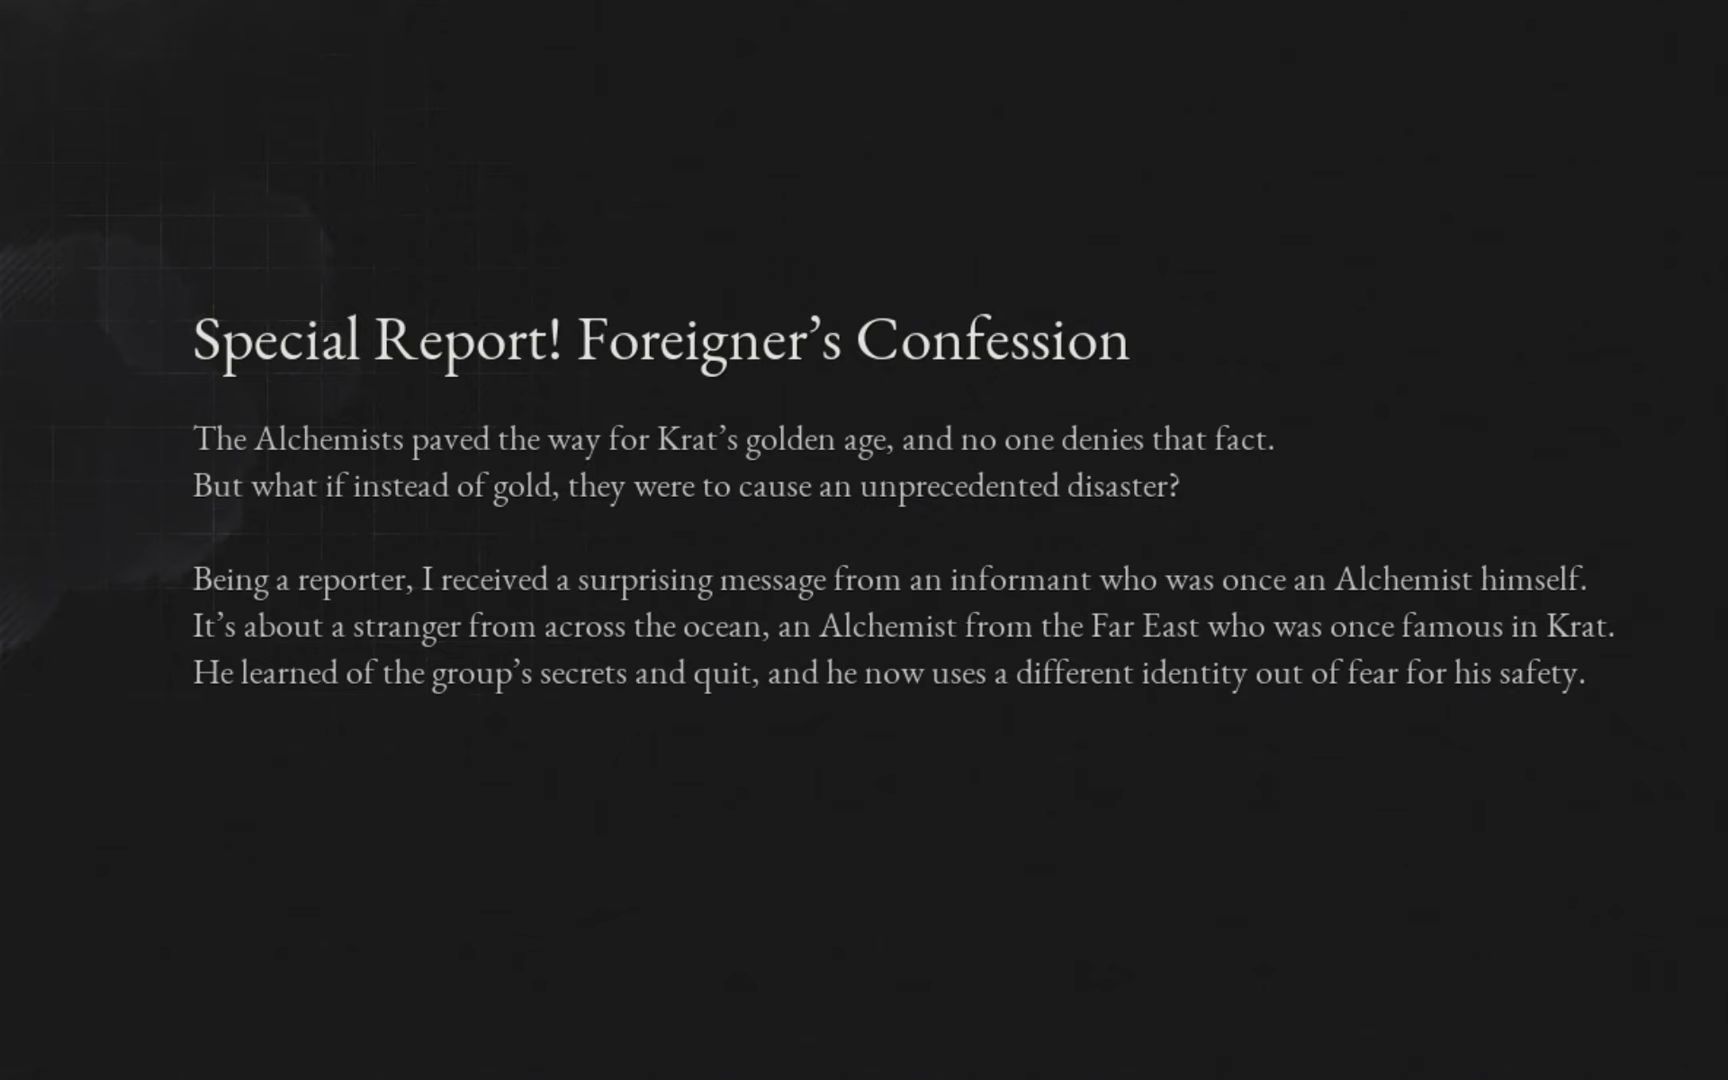 Special Report! Foreigner’s Confession
The Alchemists paved the way for Krat’s golden age, and no one denies that fact.
But what if instead of gold, they were to cause an unprecedented disaster?
Being a reporter, I received a surprising message from an informant who was once an Alchemist himself.
It’s about a stranger from across the ocean, an Alchemist from the Far East who was once famous in Krat.
He learned of the group’s secrets and quit, and he now uses a different identity out of fear for his safety.